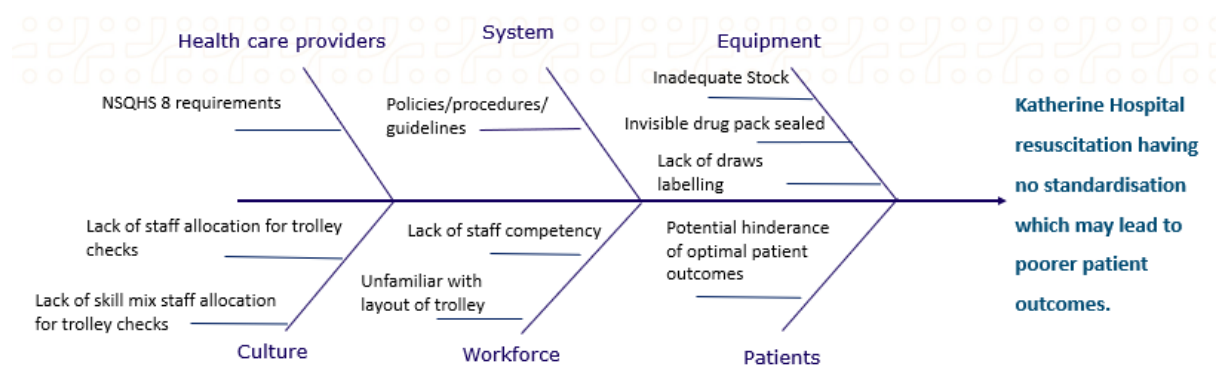 Health care providers
System
Equipment
NSQHS 8 requirements
Policies/procedures/
guidelines
Inadequate Stock
Invisible drug pack sealed
Lack of draws
labelling
Katherine Hospital
resuscitation having
no standardisation
which may lead to
poorer patient
outcomes.
Lack of staff allocation for trolley
checks
Lack of skill mix staff allocation
for trolley checks
Lack of staff competency
Unfamiliar with
layout of trolley
Potential hinderance
of optimal patient
outcomes
Culture
Workforce
Patients